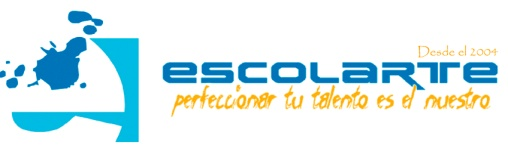 Desde el 2004
ESCOLARTE
perfeccionar tu talento es el nuestro